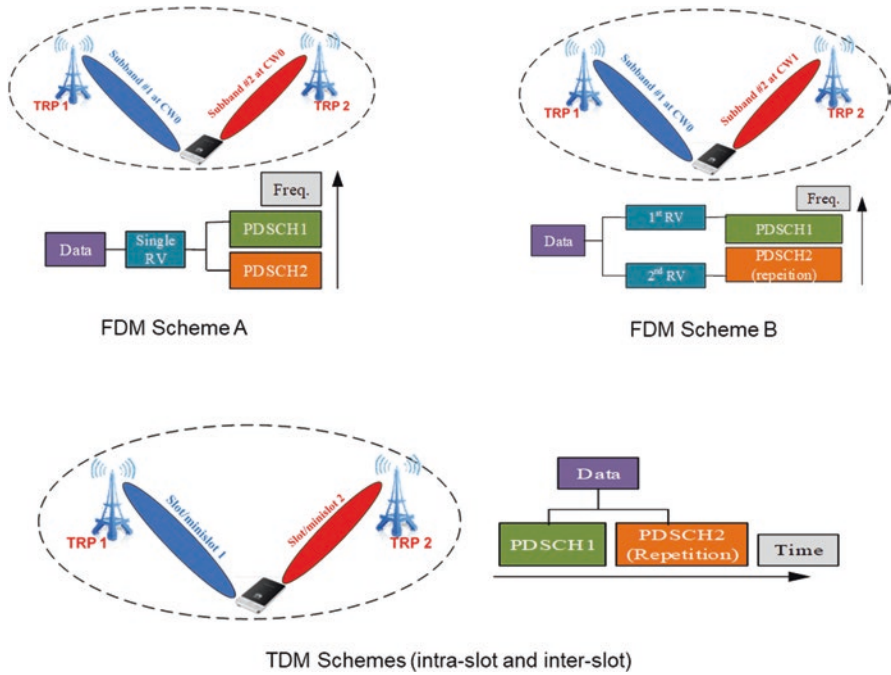 TRP 1
Subband #1 at CW0
Subband #2 at CW0
TRP 2
Freq.
Data
Single
RV
PDSCH1
PDSCH2
FDM Scheme A
TRP 1
Subband #1 at CW0
Subband #2 at CW1
TRP 2
Freq.
Data
1st RV
2nd RV
PDSCH1
PDSCH2
(repeition)
FDM Scheme B
TRP 1
Slot/minislot 1
Slot/minislot 2
TRP 2
Data
PDSCH1
PDSCH2
(Repetition)
Time
TDM Schemes (intra-slot and inter-slot)